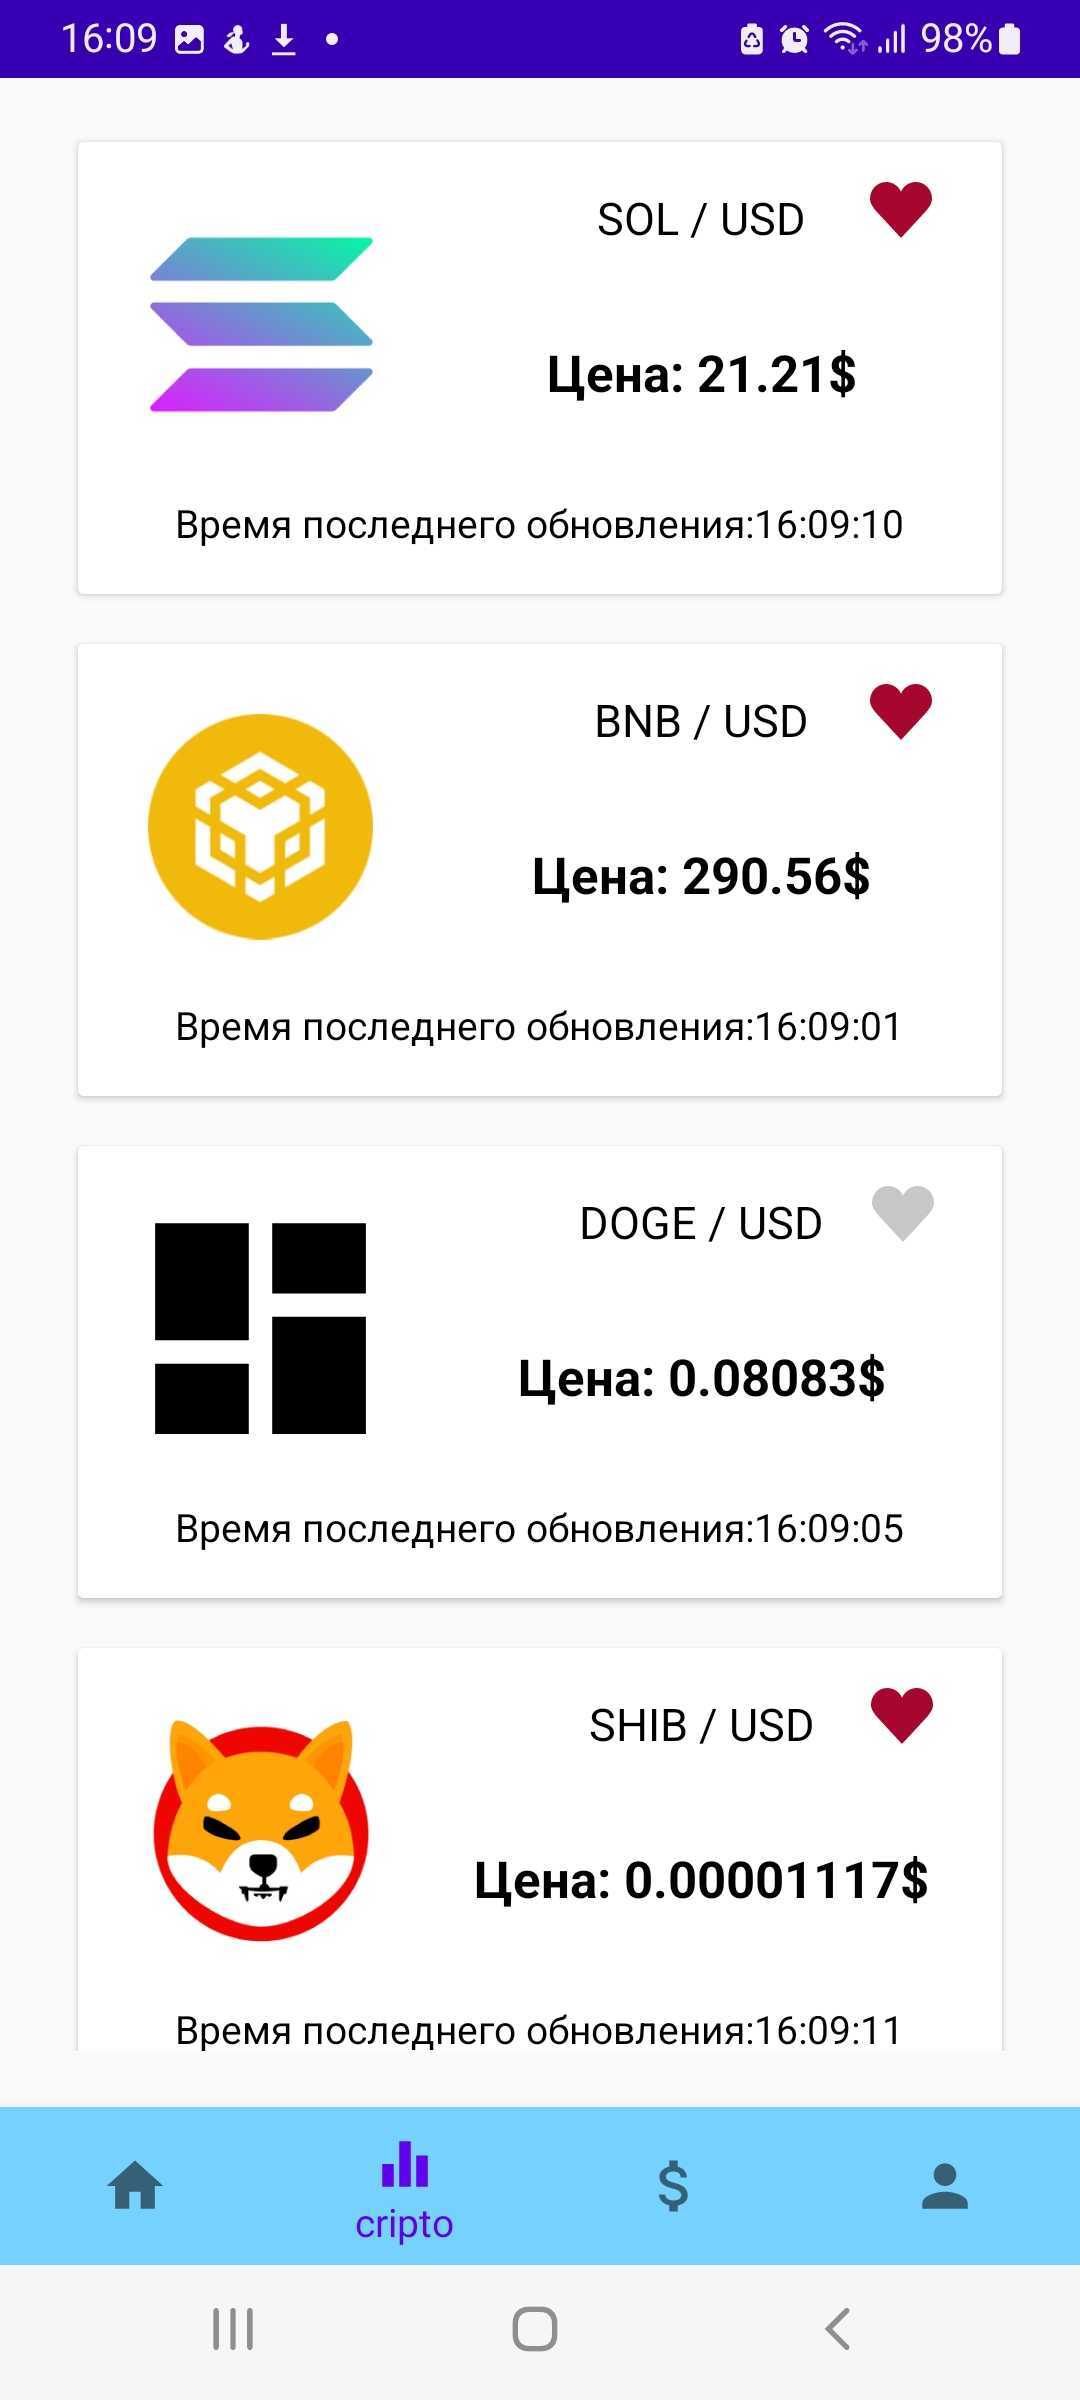 16:09 98%
SOL / USD
Цена: 21.21$
Время последнего обновления:16:09:10
BNB / USD
Цена: 290.56$
Время последнего обновления:16:09:01
DOGE / USD
Цена: 0.08083$
Время последнего обновления:16:09:05
SHIB / USD
Цена: 0.00001117$
Время последнего обновления:16:09:11
cripto